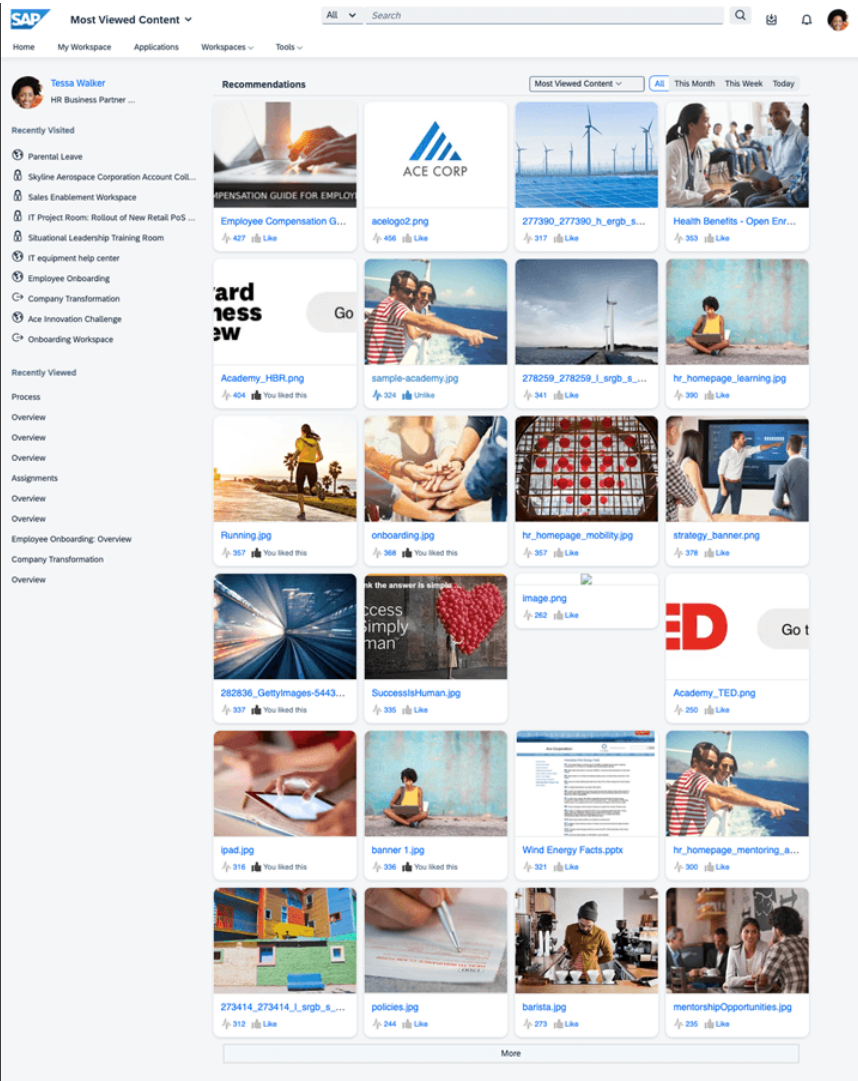 SAP
Most Viewed Content
All
Search
Home
My Workspace
Applications
Workspaces
Tools
Tessa Walker
HR Business Partner ...
Recently Visited
Parental Leave
Skyline Aerospace Corporation Account Coll...
Sales Enablement Workspace
IT Project Room: Rollout of New Retail PoS ...
Situational Leadership Training Room
IT equipment help center
Employee Onboarding
Company Transformation
Ace Innovation Challenge
Onboarding Workspace
Recently Viewed
Process
Overview
Overview
Overview
Assignments
Overview
Overview
Employee Onboarding: Overview
Company Transformation
Overview
Recommendations
Most Viewed Content
All
This Month
This Week
Today
MPENSATION GUIDE FOR EMPLOY
Employee Compensation G...
427 Like
ACE CORP
acelogo2.png
456 Like
277390_277390_h_ergb_s...
317 Like
Health Benefits - Open Enr...
353 Like
ard
ness
ew
Go
Academy_HBR.png
404 You liked this
sample-academy.jpg
324 Unlike
278259_278259_l_srgb_s_...
341 Like
hr_homepage_learning.jpg
390 Like
Running.jpg
357 You liked this
onboarding.jpg
368 You liked this
hr_homepage_mobility.jpg
357 Like
strategy_banner.png
378 Like
282836_GettyImages-5443...
337 You liked this
nk the answer is simple...
ccess
Simply
man
SuccessIsHuman.jpg
335 Like
image.png
262 Like
ED
Go t
Academy_TED.png
250 Like
ipad.jpg
316 You liked this
banner 1.jpg
336 You liked this
Ace Corporation
Wind Energy Facts.pptx
321 Like
hr_homepage_mentoring_a...
300 Like
273414_273414_l_srgb_s_...
312 Like
policies.jpg
244 Like
barista.jpg
273 Like
mentorshipOpportunities.jpg
235 Like
More